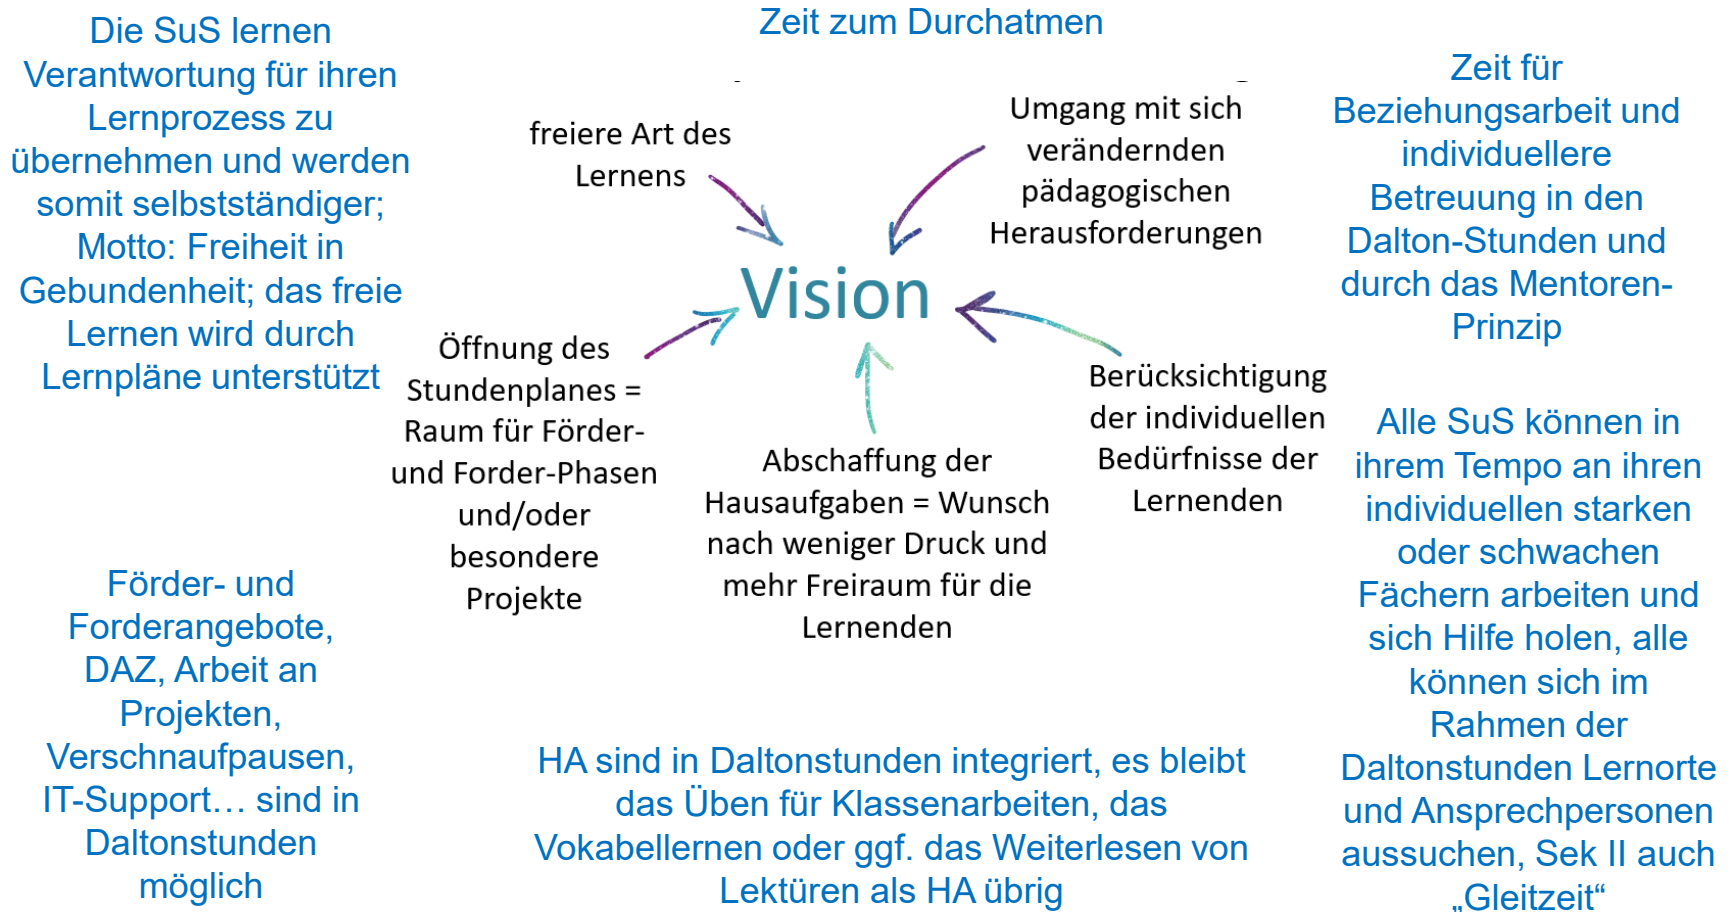 Zeit zum Durchatmen
Die SuS lernen
Verantwortung für ihren
Lernprozess zu
übernehmen und werden
somit selbstständiger;
Motto: Freiheit in
Gebundenheit; das freie
Lernen wird durch
Lernpläne unterstützt
freiere Art des
Lernens
Umgang mit sich
verändernden
pädagogischen
Herausforderungen
Zeit für
Beziehungsarbeit und
individuellere
Betreuung in den
Dalton-Stunden und
durch das Mentoren-
Prinzip
Vision
Öffnung des
Stundenplanes =
Raum für Förder-
und Forder-Phasen
und/oder
besondere
Projekte
Abschaffung der
Hausaufgaben = Wunsch
nach weniger Druck und
mehr Freiraum für die
Lernenden
Berücksichtigung
der individuellen
Bedürfnisse der
Lernenden
Alle SuS können in
ihrem Tempo an ihren
individuellen starken
oder schwachen
Fächern arbeiten und
sich Hilfe holen, alle
können sich im
Rahmen der
Daltonstunden Lernorte
und Ansprechpersonen
aussuchen, Sek II auch
„Gleitzeit“
Förder- und
Forderangebote,
DAZ, Arbeit an
Projekten,
Verschnaufpausen,
IT-Support… sind in
Daltonstunden
möglich
HA sind in Daltonstunden integriert, es bleibt
das Üben für Klassenarbeiten, das
Vokabellernen oder ggf. das Weiterlesen von
Lektüren als HA übrig